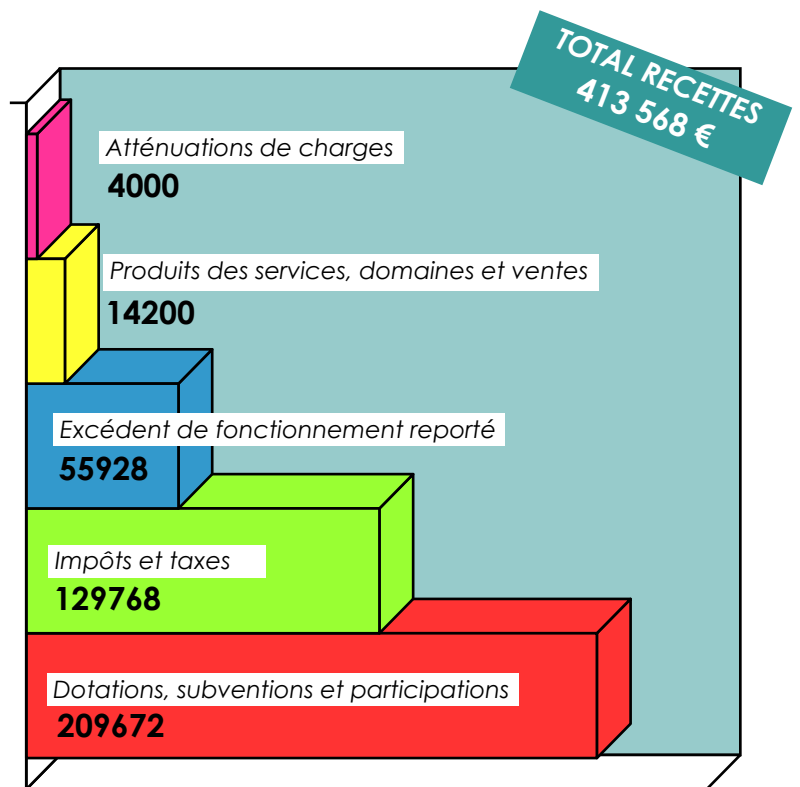 TOTAL RECETTES
413 568 €
Atténuations de charges
4000
Produits des services, domaines et ventes
14200
Excédent de fonctionnement reporté
55928
Impôts et taxes
129768
Dotations, subventions et participations
209672